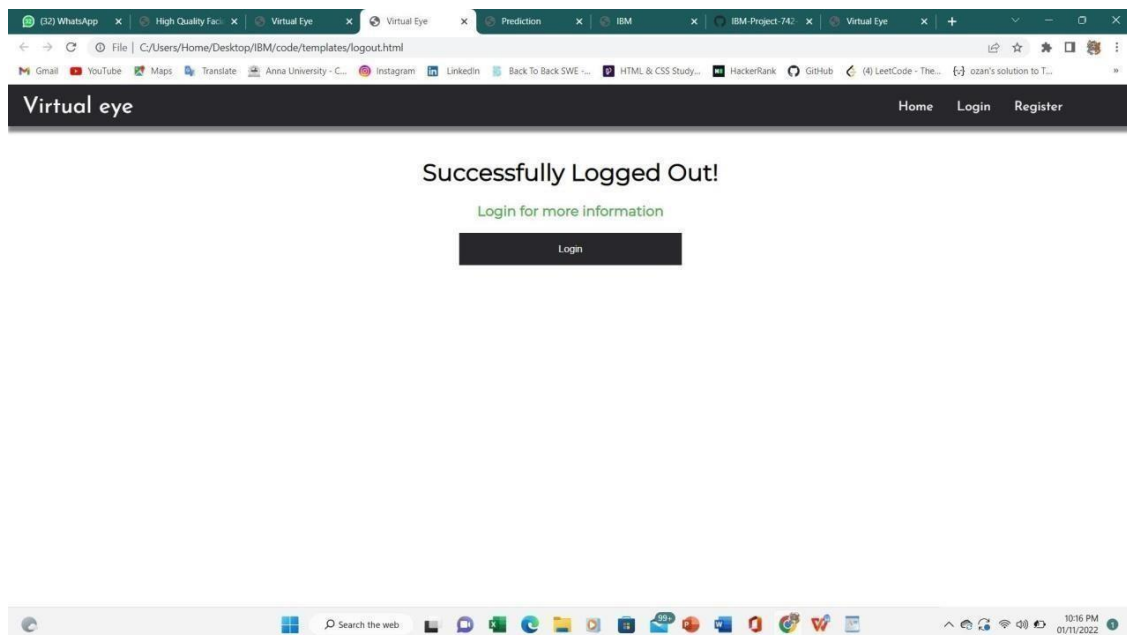 (32) WhatsApp High Quality Faci Virtual Eye Virtual Eye Prediction IBM IBM-Project-742 Virtual Eye
File C:/Users/Home/Desktop/IBM/code/templates/logout.html
Gmail YouTube Maps Translate Anna University - C... Instagram LinkedIn Back To Back SWE -... HTML & CSS Study... HackerRank GitHub (4) LeetCode - The... ozan's solution to T... »
Virtual eye Home Login Register
Successfully Logged Out!
Login for more information
Login
Search the web 99+ 10:16 PM
01/11/2022 1